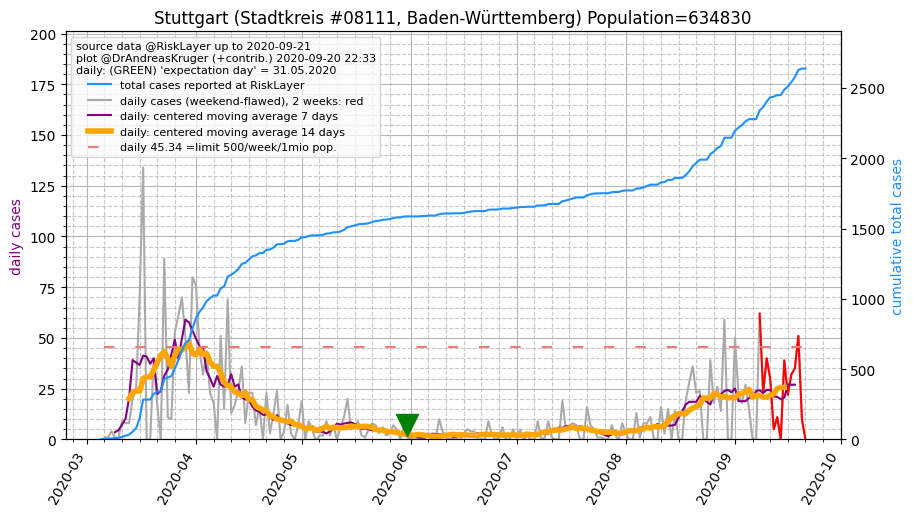 Stuttgart (Stadtkreis #08111, Baden-Württemberg) Population=634830
source data @RiskLayer up to 2020-09-21
plot @DrAndreasKruger (+contrib.) 2020-09-20 22:33
daily: (GREEN) 'expectation day' = 31.05.2020
total cases reported at RiskLayer
daily cases (weekend-flawed), 2 weeks: red
daily: centered moving average 7 days
daily: centered moving average 14 days
daily 45.34 =limit 500/week/1mio pop.
daily cases
200
175
150
125
100
75
50
25
0
cumulative total cases
2500
2000
1500
1000
500
0
2020-03
2020-04
2020-05
2020-06
2020-07
2020-08
2020-09
2020-10